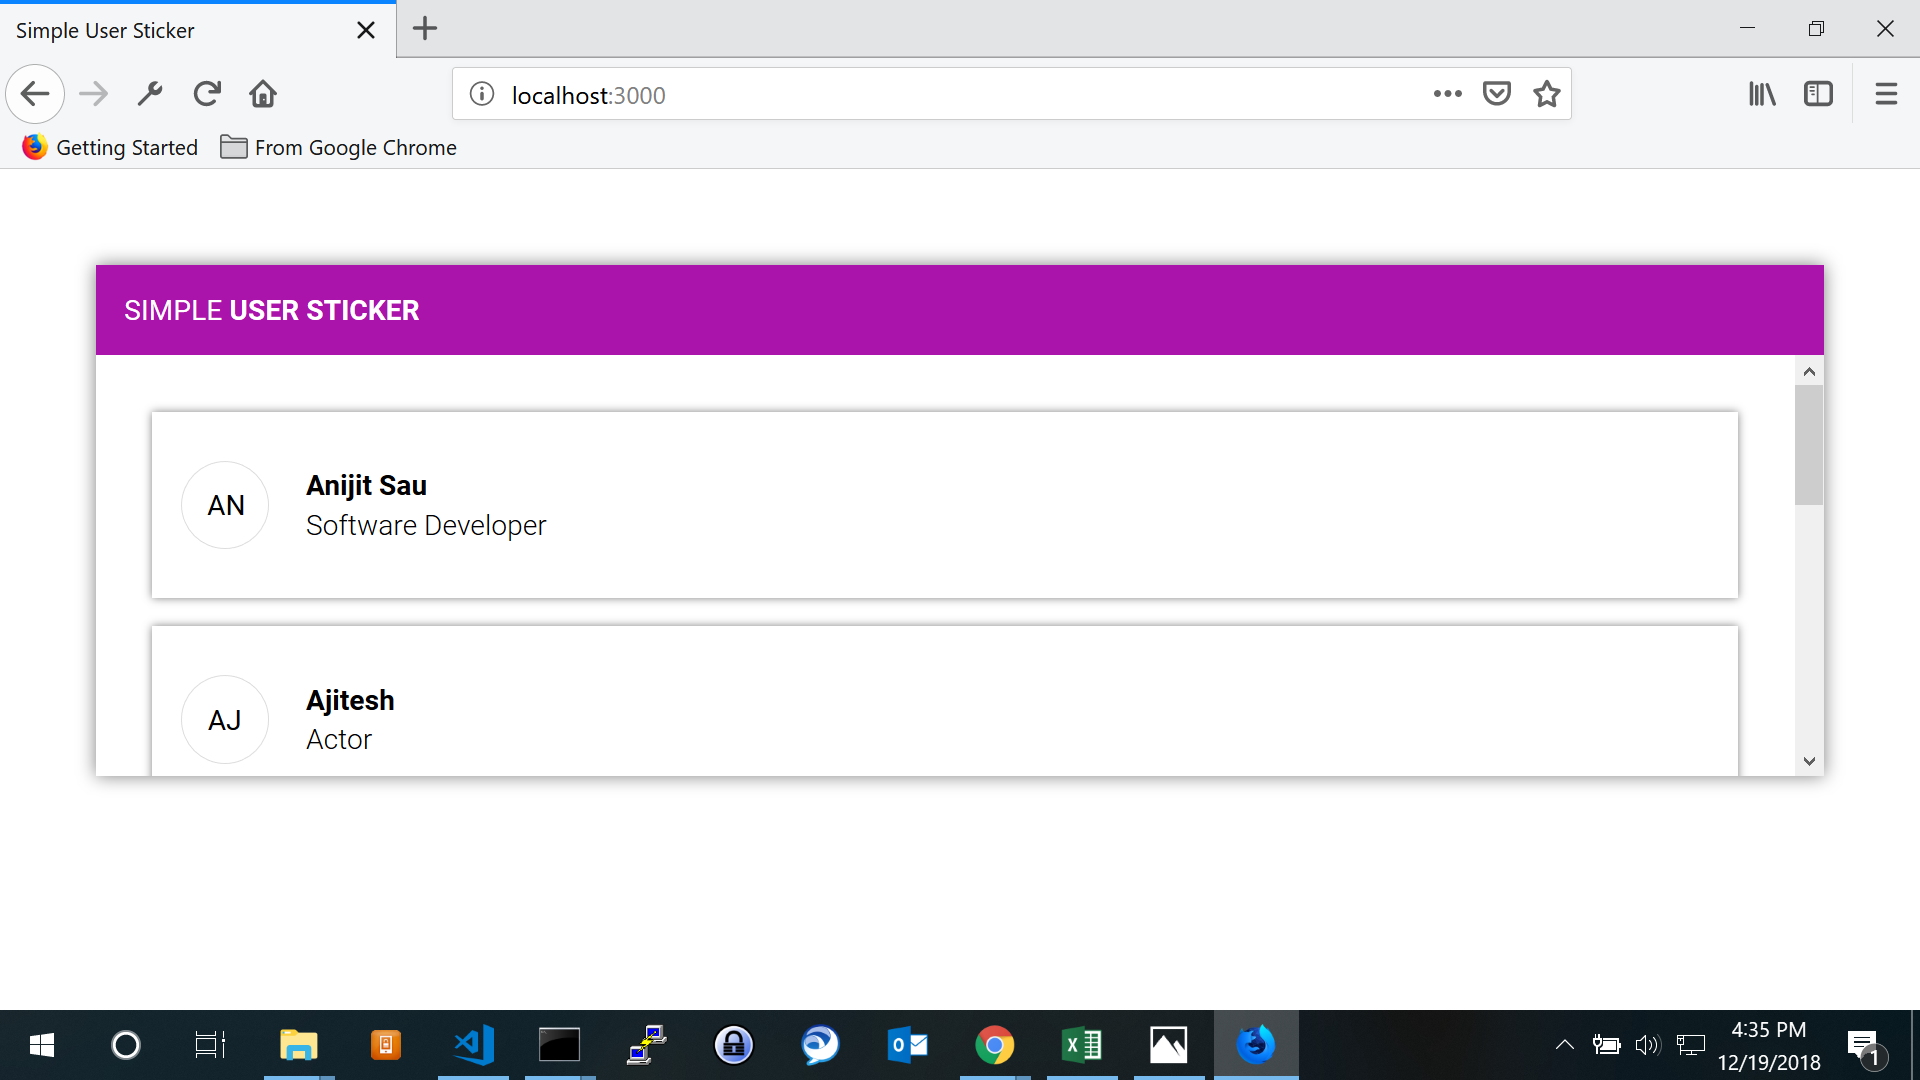 Simple User Sticker
localhost:3000
Getting Started From Google Chrome
SIMPLE USER STICKER
AN
Anijit Sau
Software Developer
AJ
Ajitesh
Actor
4:35 PM
12/19/2018
1